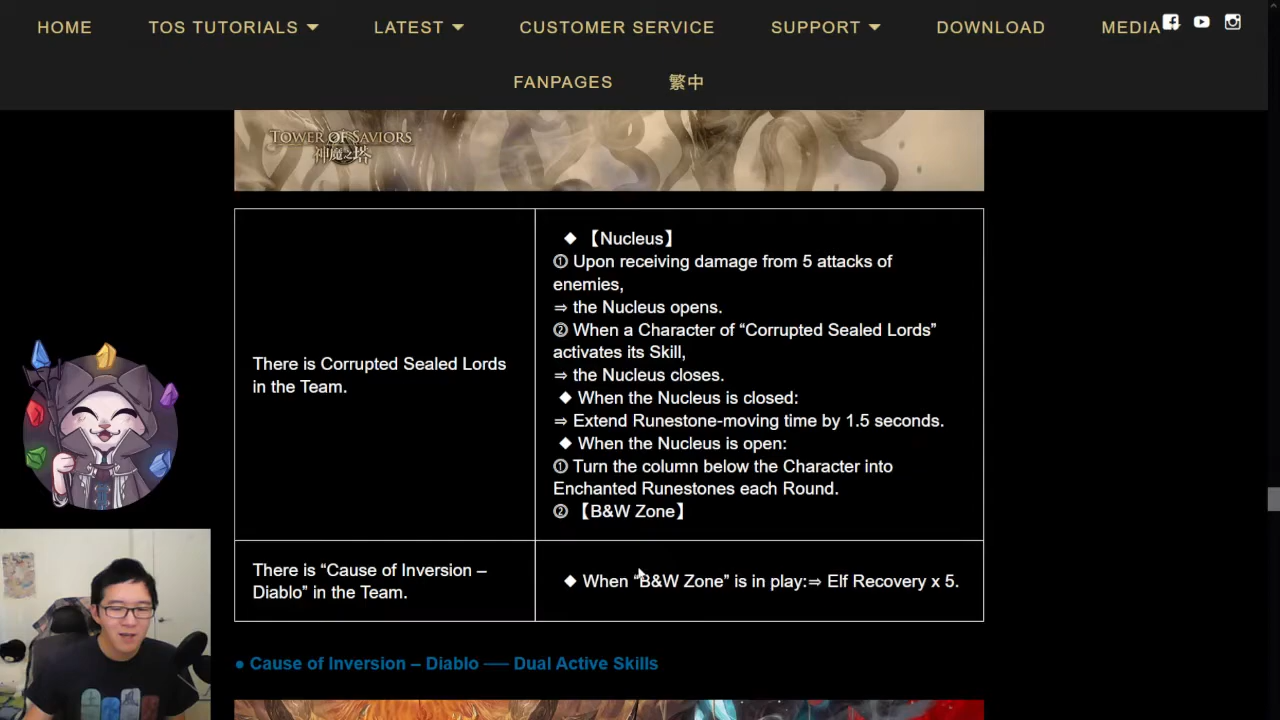 HOME
TOS TUTORIALS
LATEST
CUSTOMER SERVICE
SUPPORT
DOWNLOAD
MEDIA
FANPAGES
繁中
TOWER OF SAVIORS
神魔之塔
There is Corrupted Sealed Lords
in the Team.
◆ 【Nucleus】
① Upon receiving damage from 5 attacks of
enemies,
⇒ the Nucleus opens.
② When a Character of “Corrupted Sealed Lords”
activates its Skill,
⇒ the Nucleus closes.
◆ When the Nucleus is closed:
⇒ Extend Runestone-moving time by 1.5 seconds.
◆ When the Nucleus is open:
① Turn the column below the Character into
Enchanted Runestones each Round.
② 【B&W Zone】
There is “Cause of Inversion –
Diablo” in the Team.
◆ When “B&W Zone” is in play:⇒ Elf Recovery x 5.
● Cause of Inversion – Diablo ── Dual Active Skills